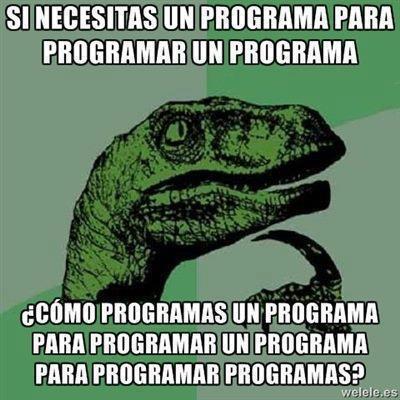 SI NECESITAS UN PROGRAMA PARA
PROGRAMAR UN PROGRAMA
¿CÓMO PROGRAMAS UN PROGRAMA
PARA PROGRAMAR UN PROGRAMA
PARA PROGRAMAR PROGRAMAS?
welele.es